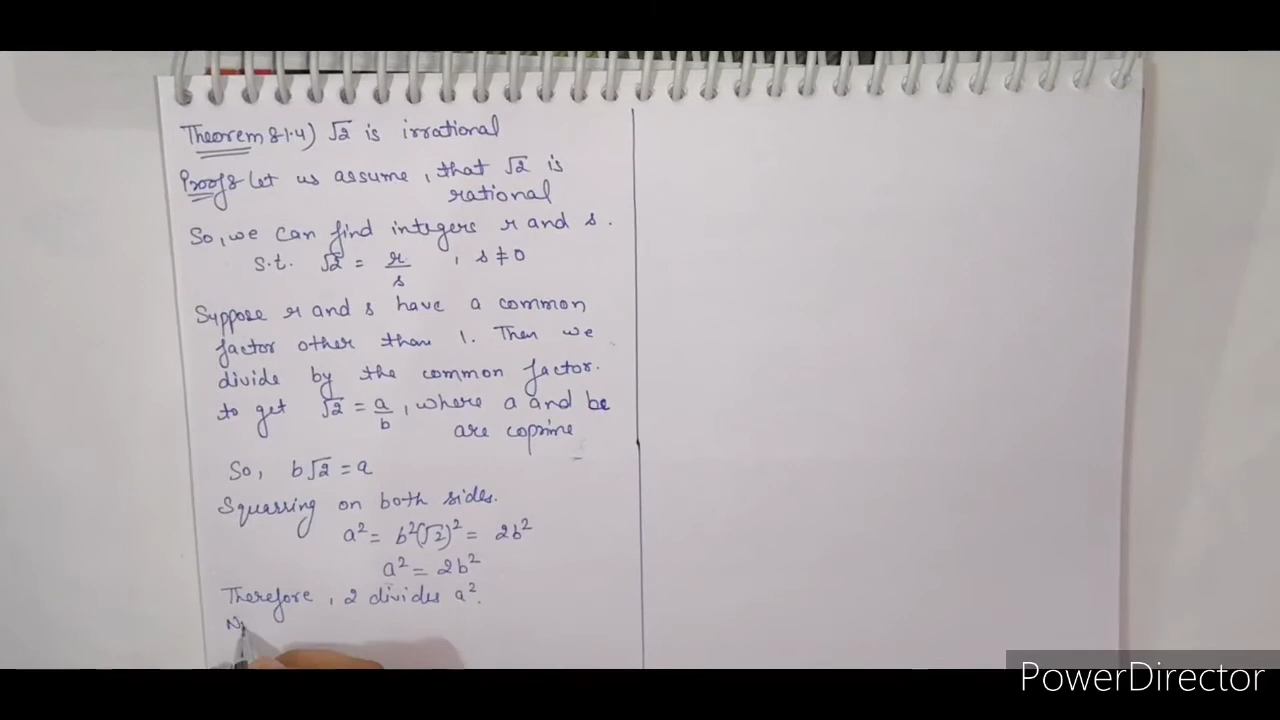 Theorem 8.1.4) √2 is irrational
Proof: Let us assume, that √2 is
rational
So, we can find integers r and s.
s.t. √2 = r/s , s ≠ 0
Suppose r and s have a common
factor other than 1. Then we
divide by the common factor.
to get √2 = a/b, where a and be
are coprime
So, b√2 = a
Squarring on both sides.
a² = b²(√2)² = 2b²
a² = 2b²
Therefore, 2 divides a².
PowerDirector